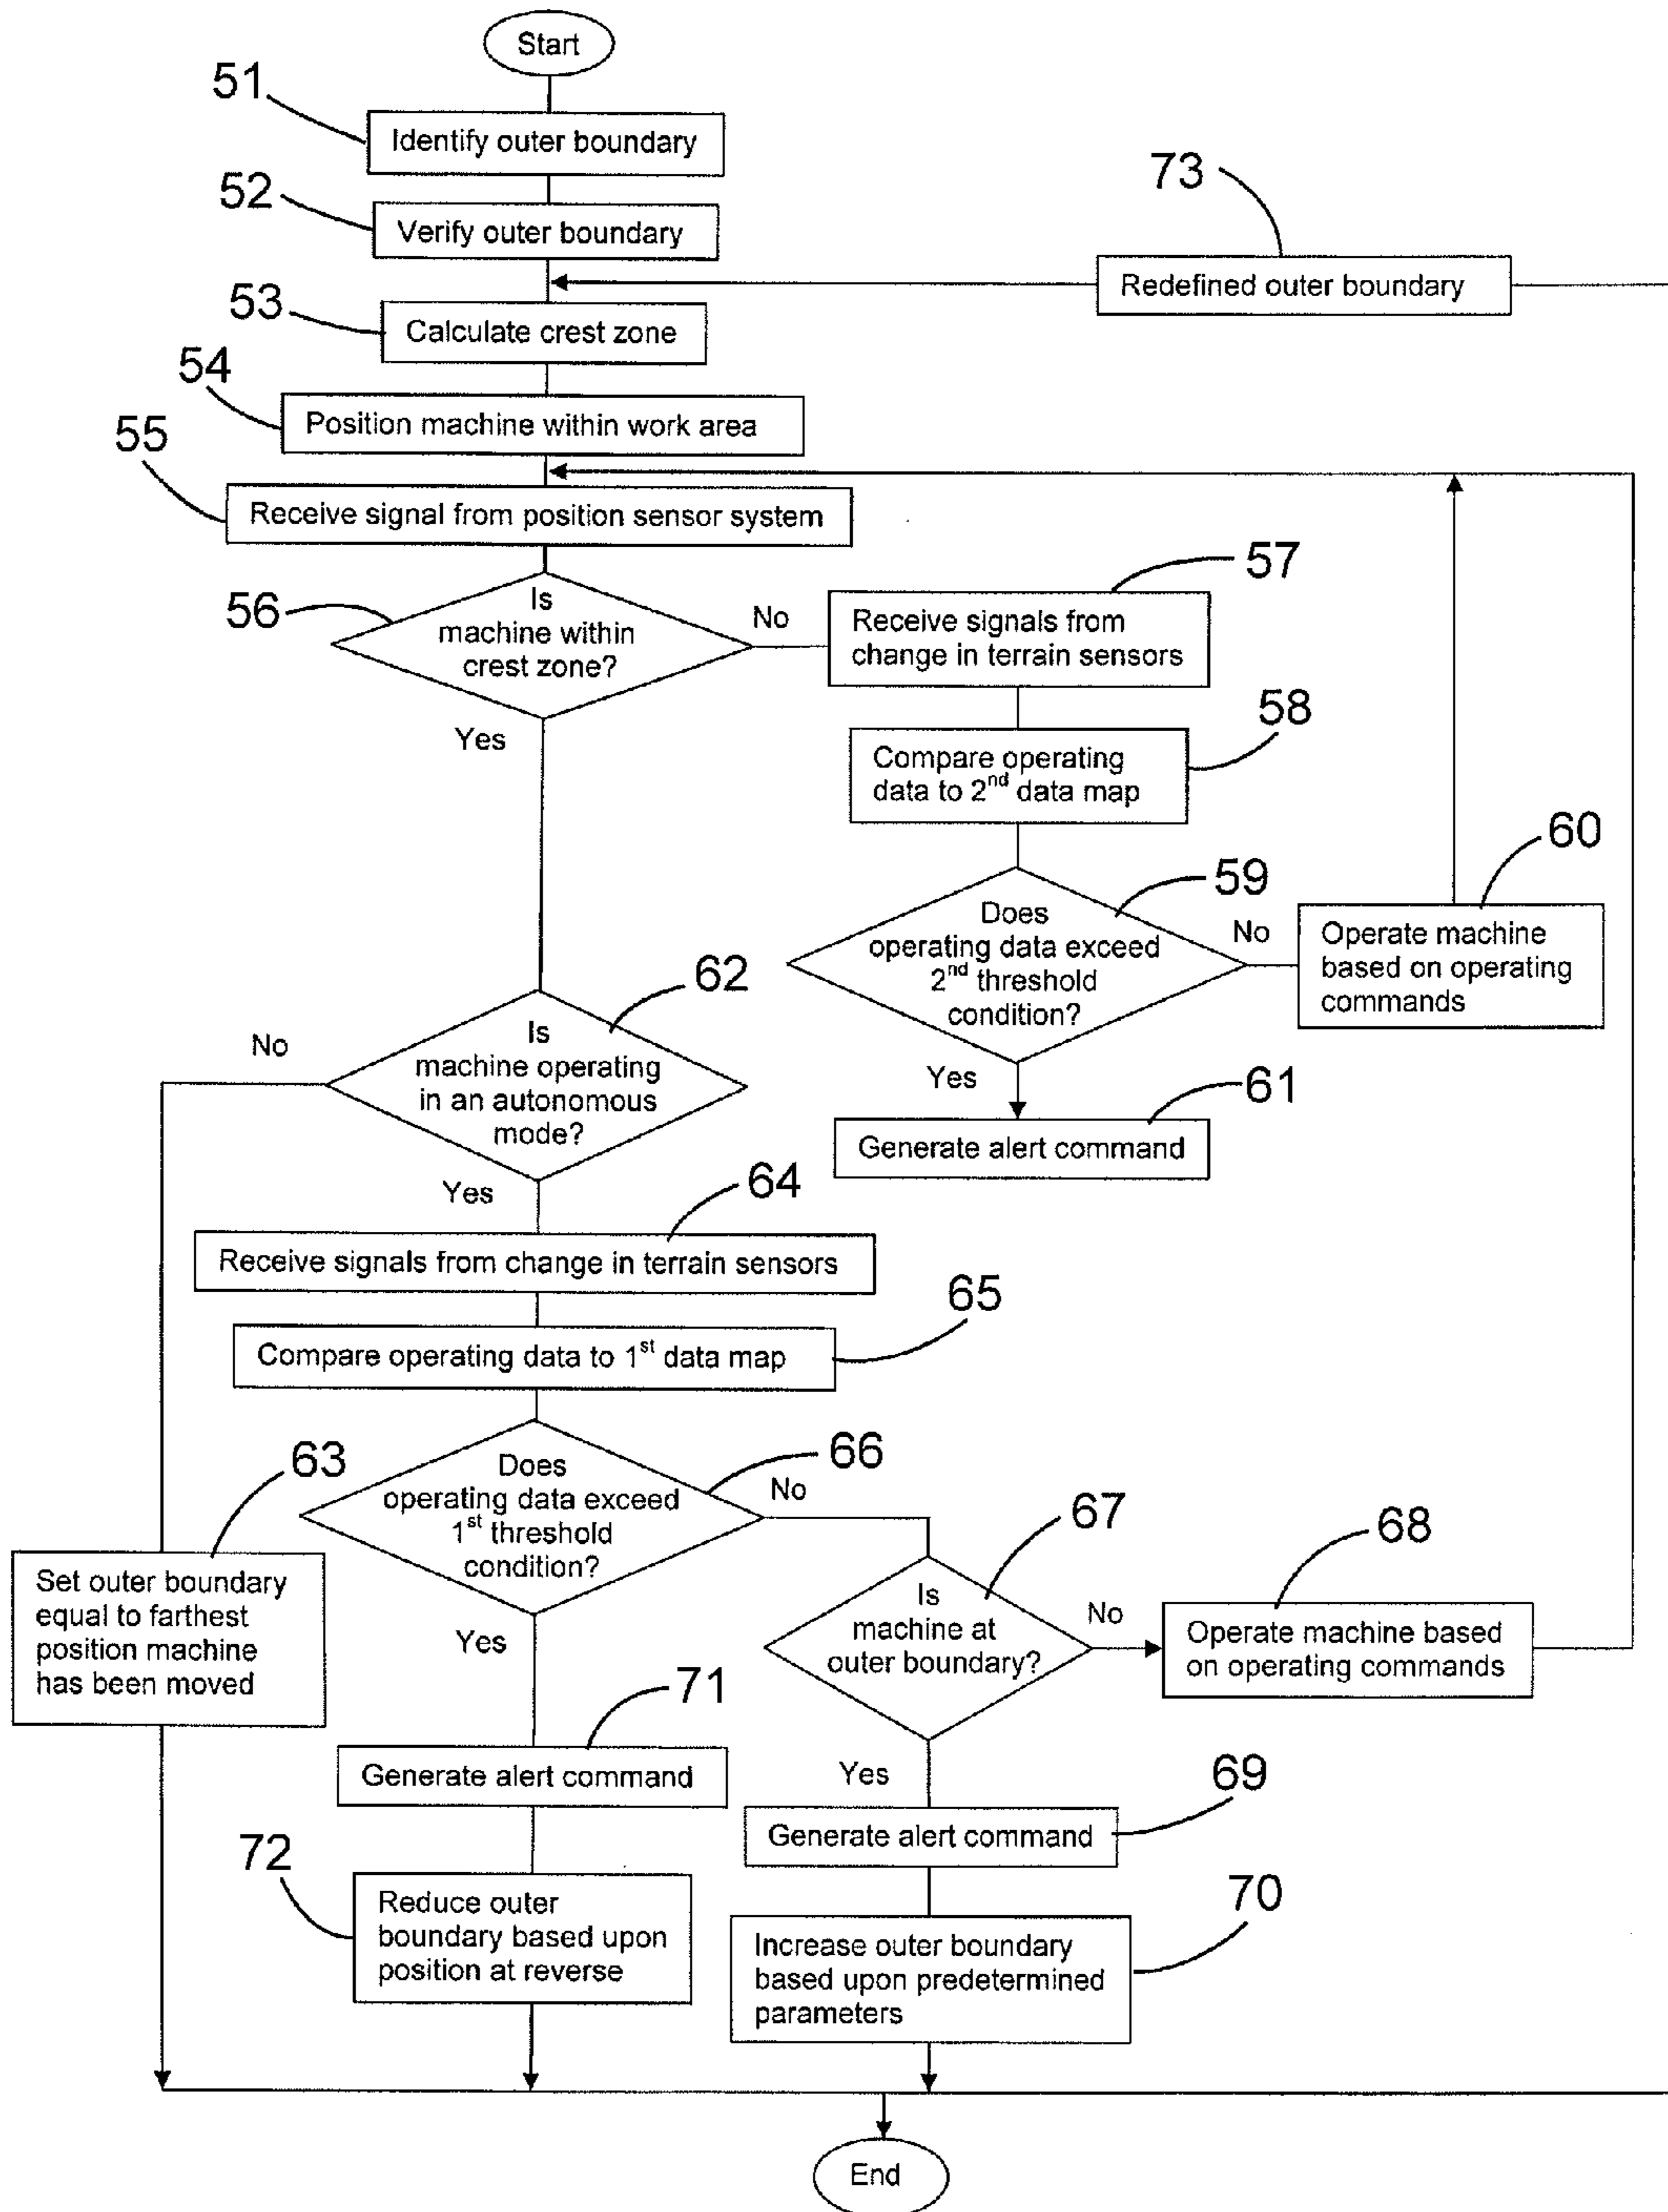 Start
51
Identify outer boundary
52
Verify outer boundary
73
Redefined outer boundary
53
Calculate crest zone
54
Position machine within work area
55
Receive signal from position sensor system
56
Is
machine within
crest zone?
No
Yes
57
Receive signals from
change in terrain sensors
58
Compare operating
data to 2nd data map
59
Does
operating data exceed
2nd threshold
condition?
No
Yes
60
Operate machine
based on operating
commands
61
Generate alert command
62
Is
machine operating
in an autonomous
mode?
No
Yes
64
Receive signals from change in terrain sensors
65
Compare operating data to 1st data map
66
Does
operating data exceed
1st threshold
condition?
No
Yes
63
Set outer boundary
equal to farthest
position machine
has been moved
67
Is
machine at
outer boundary?
No
Yes
68
Operate machine based
on operating commands
71
Generate alert command
69
Generate alert command
72
Reduce outer
boundary based upon
position at reverse
70
Increase outer boundary
based upon predetermined
parameters
End